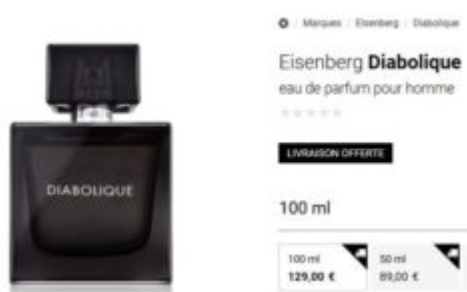 DIABOLIQUE
/ Marques / Eisenberg / Diabolique
Eisenberg Diabolique
eau de parfum pour homme
LIVRAISON OFFERTE
100 ml
100 ml
129,00 €
50 ml
89,00 €